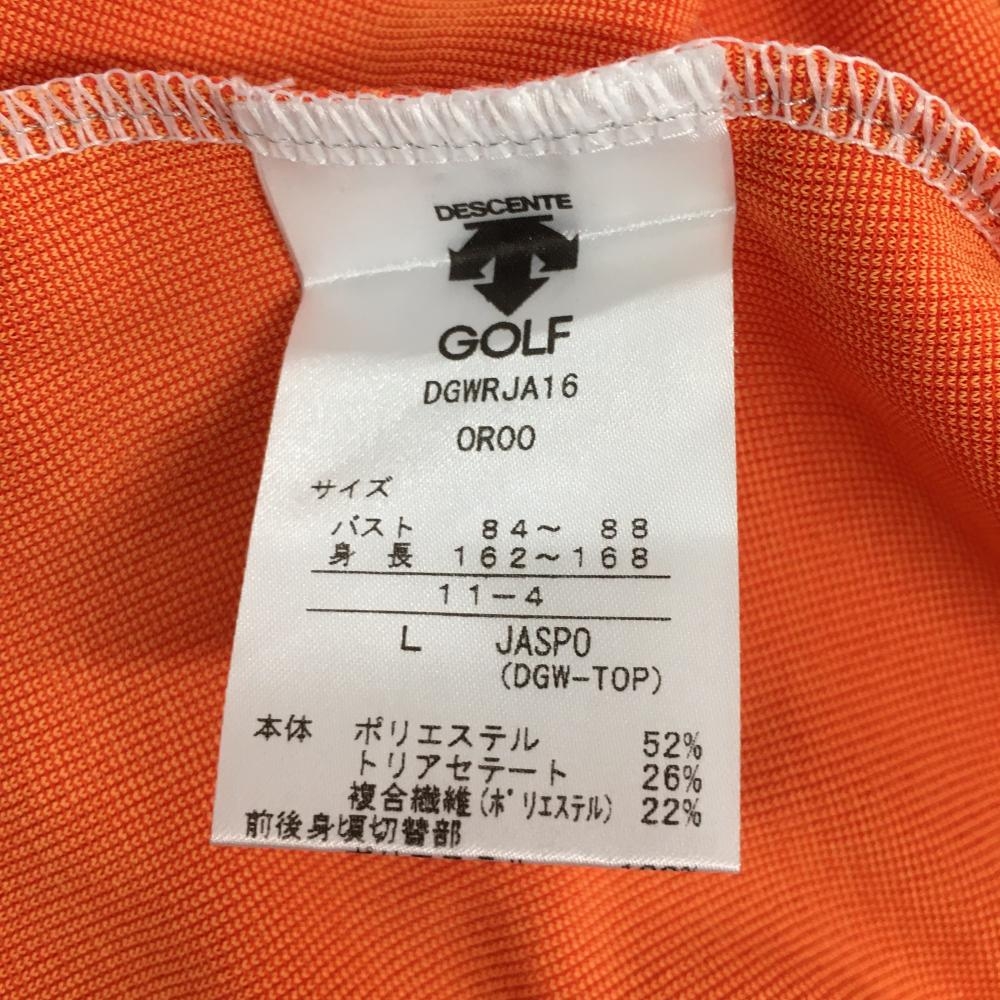 DESCENTE
GOLF
DGWRJA16
OR00
サイズ
バスト 84～ 88
身 長 162～168
11-4
L JASPO
(DGW-TOP)
本体 ポリエステル 52%
トリアセテート 26%
複合繊維(ポリエステル) 22%
前後身頃切替部